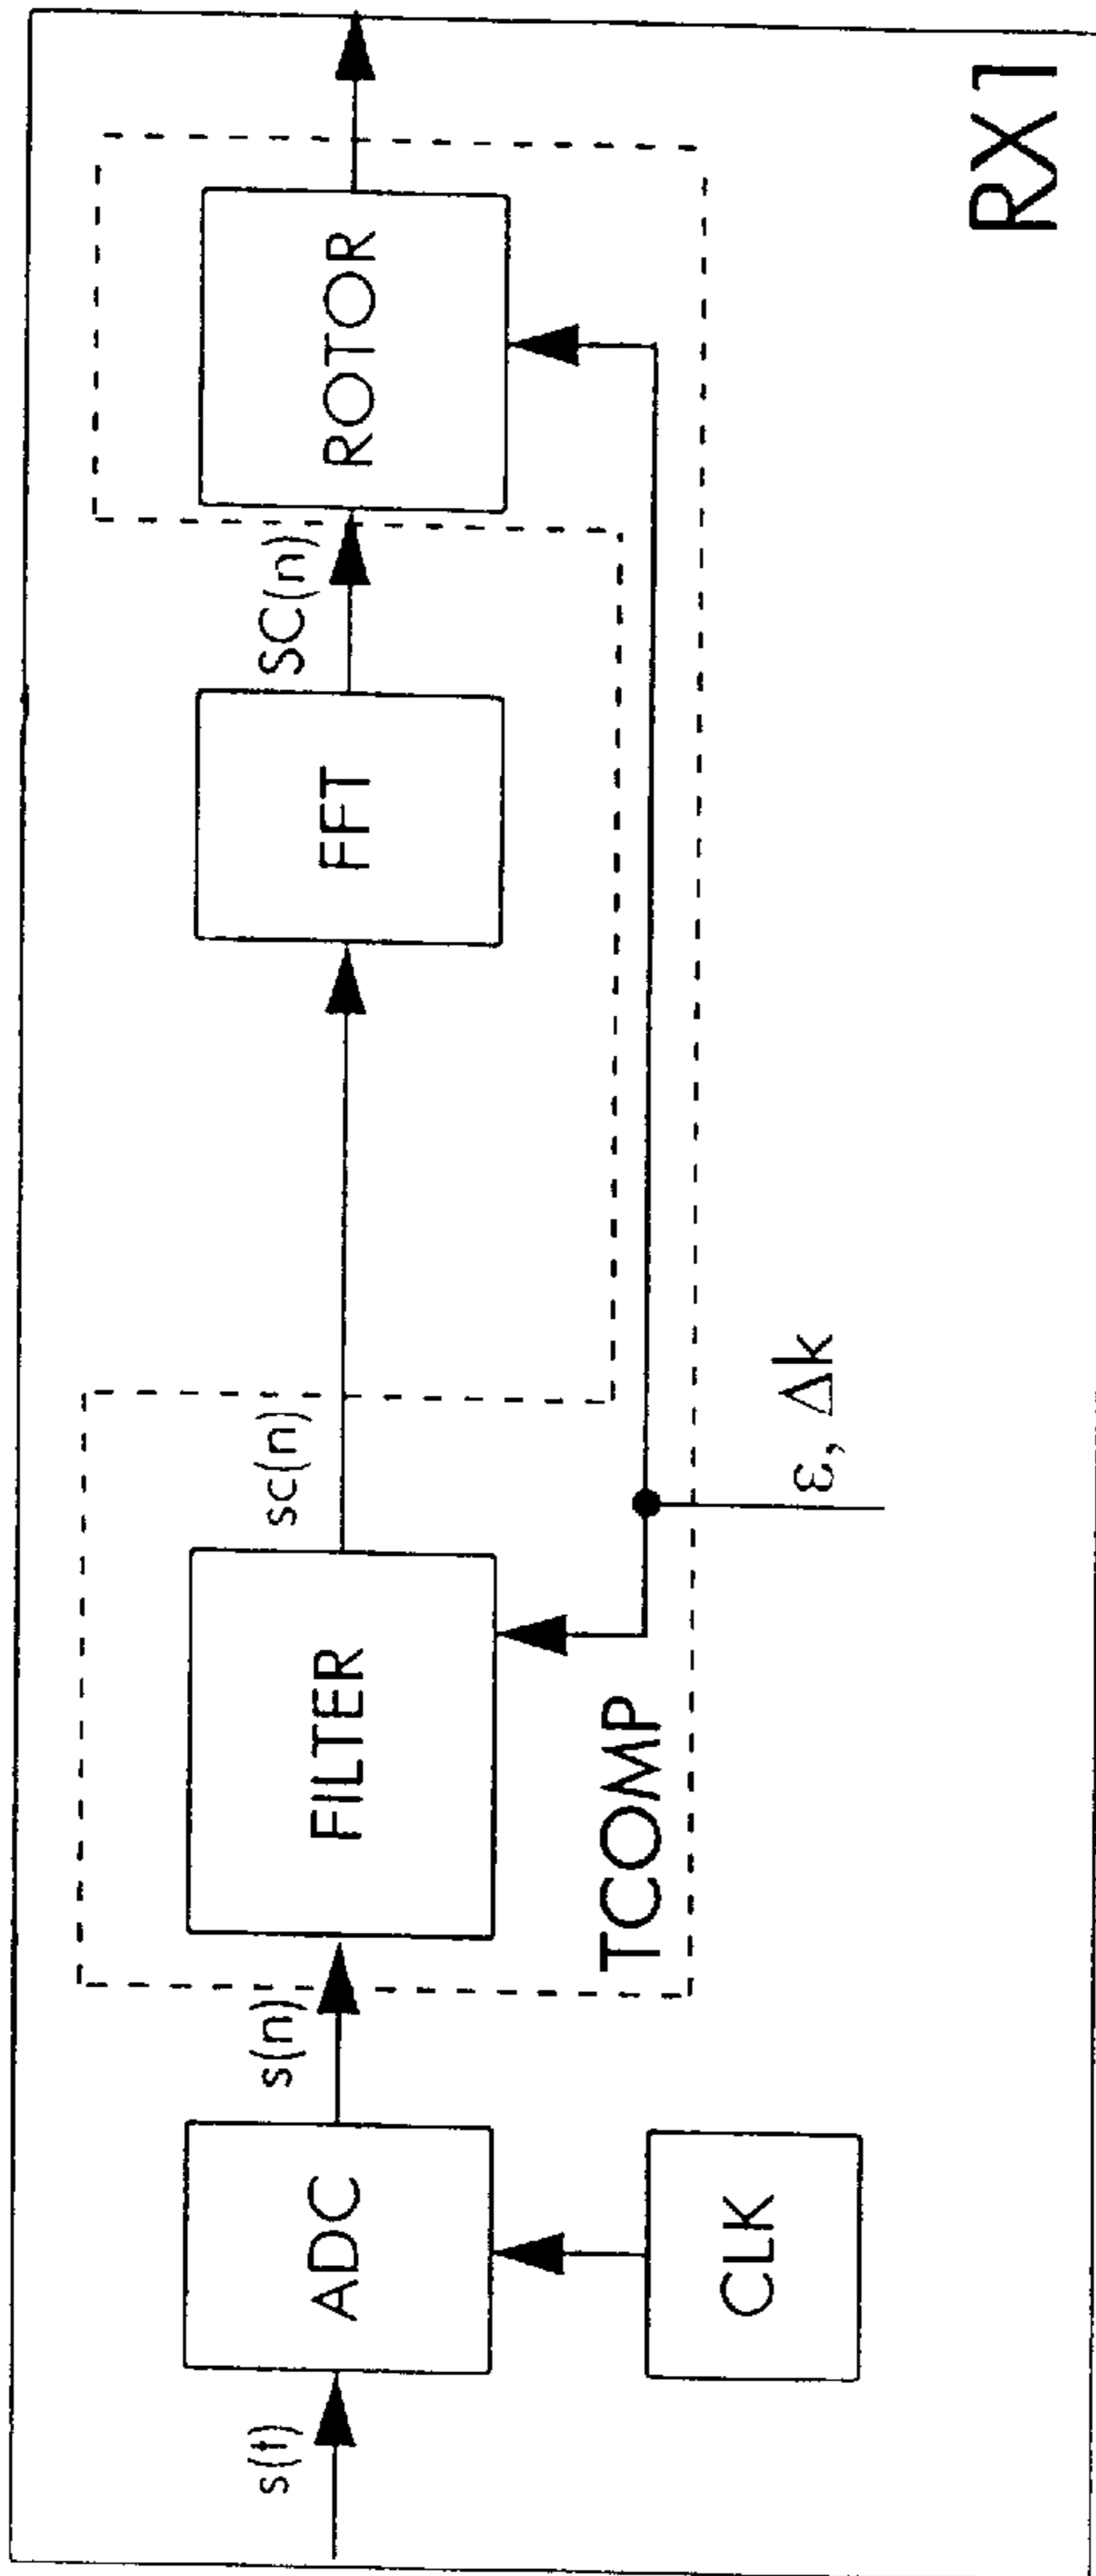 s(t)
ADC
CLK
s(n)
FILTER
TCOMP
sc(n)
ε, Δk
FFT
SC(n)
ROTOR
RX1